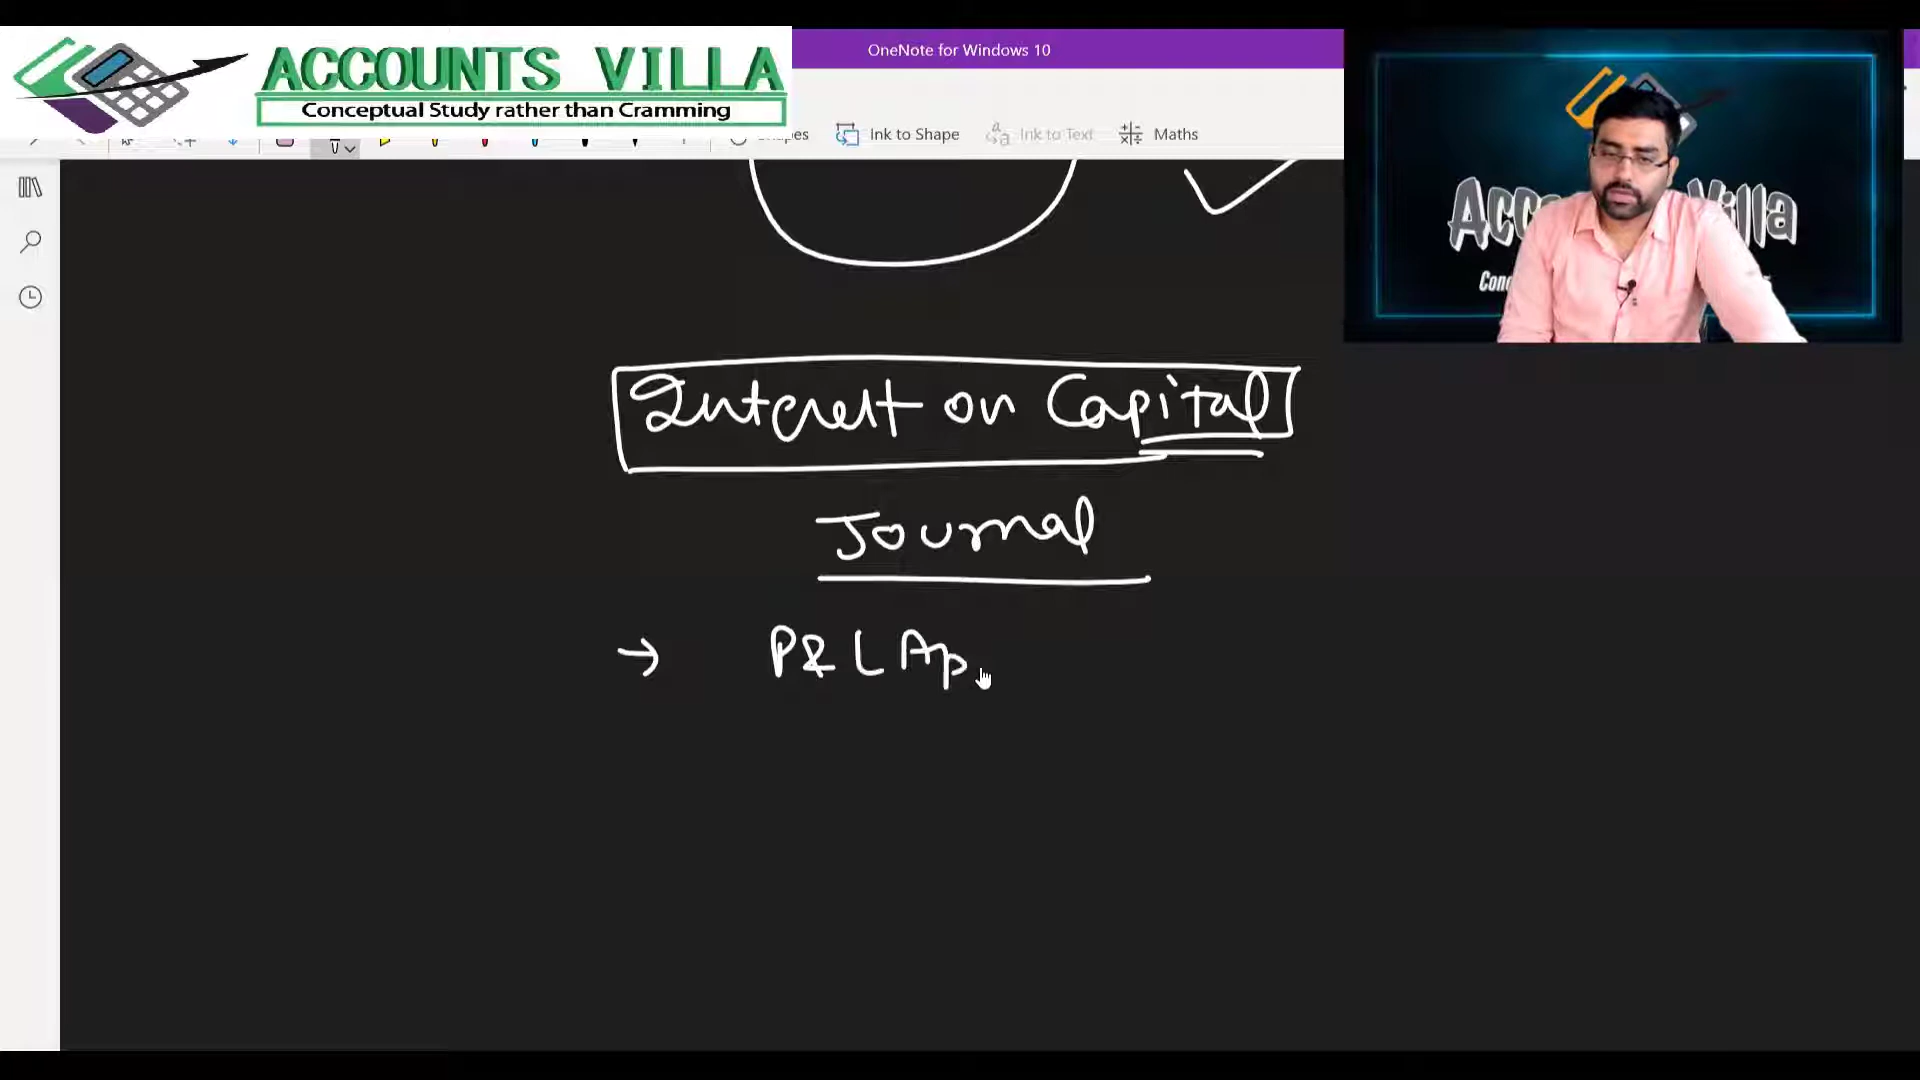 ACCOUNTS VILLA
Conceptual Study rather than Cramming
OneNote for Windows 10
Ink to Shape
Ink to Text
Maths
Interest on Capital
Journal
→ P & L Ap